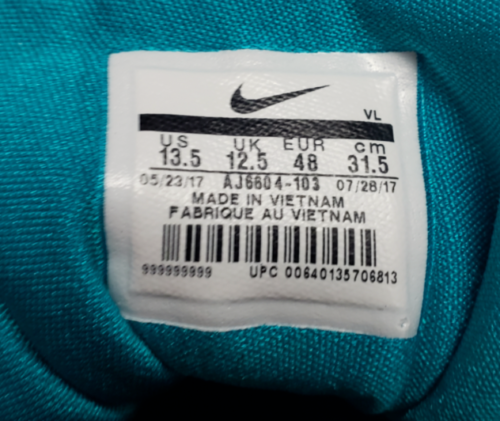 VL
US UK EUR cm
13.5 12.5 48 31.5
05/23/17 AJ6604-103 07/28/17
MADE IN VIETNAM
FABRIQUE AU VIETNAM
999999999 UPC 00640135706813